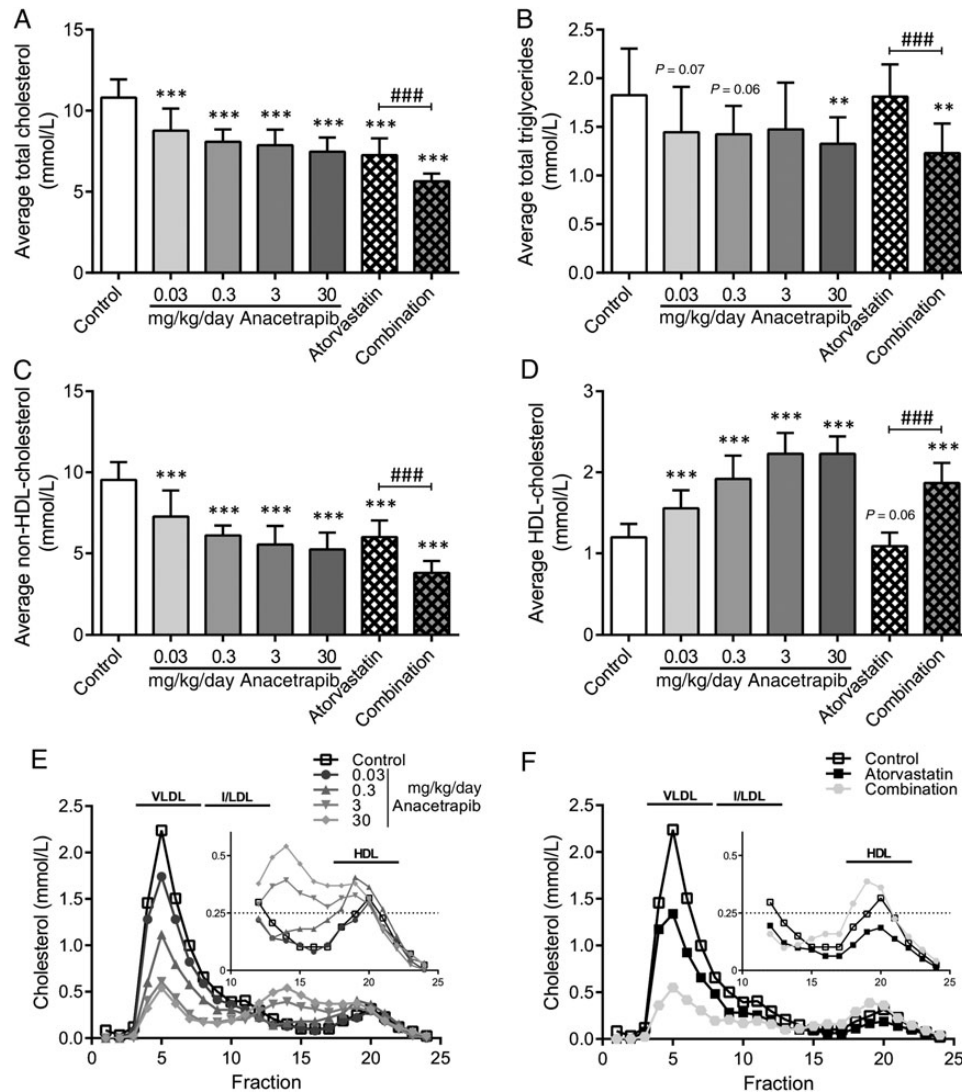 A
Average total cholesterol
(mmol/L)
15
10
5
0
***
***
***
***
***
###
***
Control
0.03
0.3
3
30
mg/kg/day Anacetrapib
Atorvastatin
Combination
B
Average total triglycerides
(mmol/L)
2.5
2.0
1.5
1.0
0.5
0.0
P = 0.07
P = 0.06
**
###
**
Control
0.03
0.3
3
30
mg/kg/day Anacetrapib
Atorvastatin
Combination
C
Average non-HDL-cholesterol
(mmol/L)
15
10
5
0
***
***
***
***
***
###
***
Control
0.03
0.3
3
30
mg/kg/day Anacetrapib
Atorvastatin
Combination
D
Average HDL-cholesterol
(mmol/L)
3
2
1
0
***
***
***
***
P = 0.06
###
***
Control
0.03
0.3
3
30
mg/kg/day Anacetrapib
Atorvastatin
Combination
E
Control
0.03
0.3
3
30
mg/kg/day
Anacetrapib
VLDL
I/LDL
Cholesterol (mmol/L)
2.5
2.0
1.5
1.0
0.5
0.0
HDL
0.5
0.25
0
10
15
20
25
0
5
10
15
20
25
Fraction
F
Control
Atorvastatin
Combination
VLDL
I/LDL
Cholesterol (mmol/L)
2.5
2.0
1.5
1.0
0.5
0.0
HDL
0.5
0.25
0
10
15
20
25
0
5
10
15
20
25
Fraction